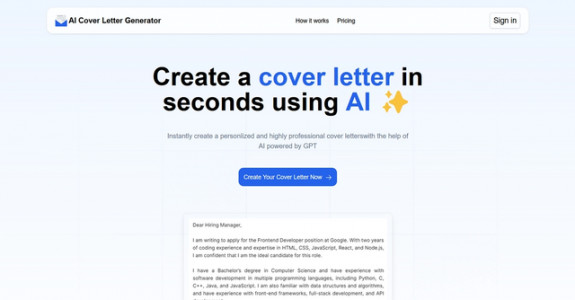 AI Cover Letter Generator
How it works
Pricing
Sign in
Create a cover letter in
seconds using AI ✨
Instantly create a personlized and highly professional cover letterswith the help of
AI powered by GPT
Create Your Cover Letter Now →
Dear Hiring Manager,
I am writing to apply for the Frontend Developer position at Google. With two years
of coding experience and expertise in HTML, CSS, JavaScript, React, and Node.js,
I am confident that I am the ideal candidate for this role.
I have a Bachelor's degree in Computer Science and have experience with
software development in multiple programming languages, including Python, C,
C++, Java, and JavaScript. I am also familiar with data structures and algorithms,
and have experience with front-end frameworks, full-stack development, and API